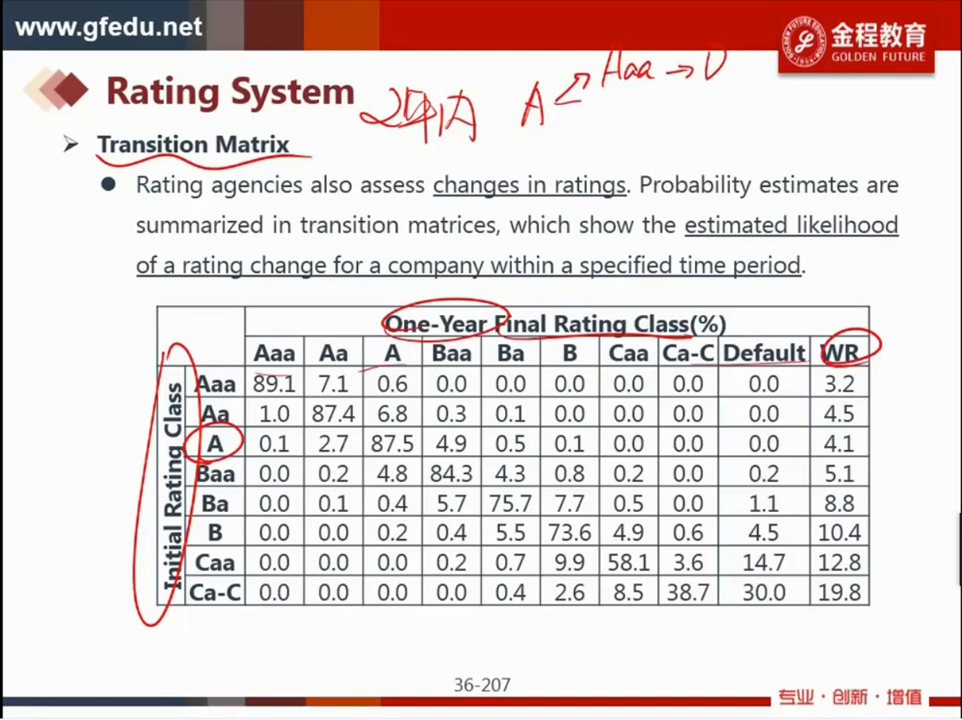 www.gfedu.net
金程教育
GOLDEN FUTURE
Rating System
2年内 A Aaa → D
Transition Matrix
Rating agencies also assess changes in ratings. Probability estimates are
summarized in transition matrices, which show the estimated likelihood
of a rating change for a company within a specified time period.
One-Year Final Rating Class(%)
Aaa Aa A Baa Ba B Caa Ca-C Default WR
Initial Rating Class
Aaa 89.1 7.1 0.6 0.0 0.0 0.0 0.0 0.0 0.0 3.2
Aa 1.0 87.4 6.8 0.3 0.1 0.0 0.0 0.0 0.0 4.5
A 0.1 2.7 87.5 4.9 0.5 0.1 0.0 0.0 0.0 4.1
Baa 0.0 0.2 4.8 84.3 4.3 0.8 0.2 0.0 0.2 5.1
Ba 0.0 0.1 0.4 5.7 75.7 7.7 0.5 0.0 1.1 8.8
B 0.0 0.0 0.2 0.4 5.5 73.6 4.9 0.6 4.5 10.4
Caa 0.0 0.0 0.0 0.2 0.7 9.9 58.1 3.6 14.7 12.8
Ca-C 0.0 0.0 0.0 0.0 0.4 2.6 8.5 38.7 30.0 19.8
36-207
专业·创新·增值